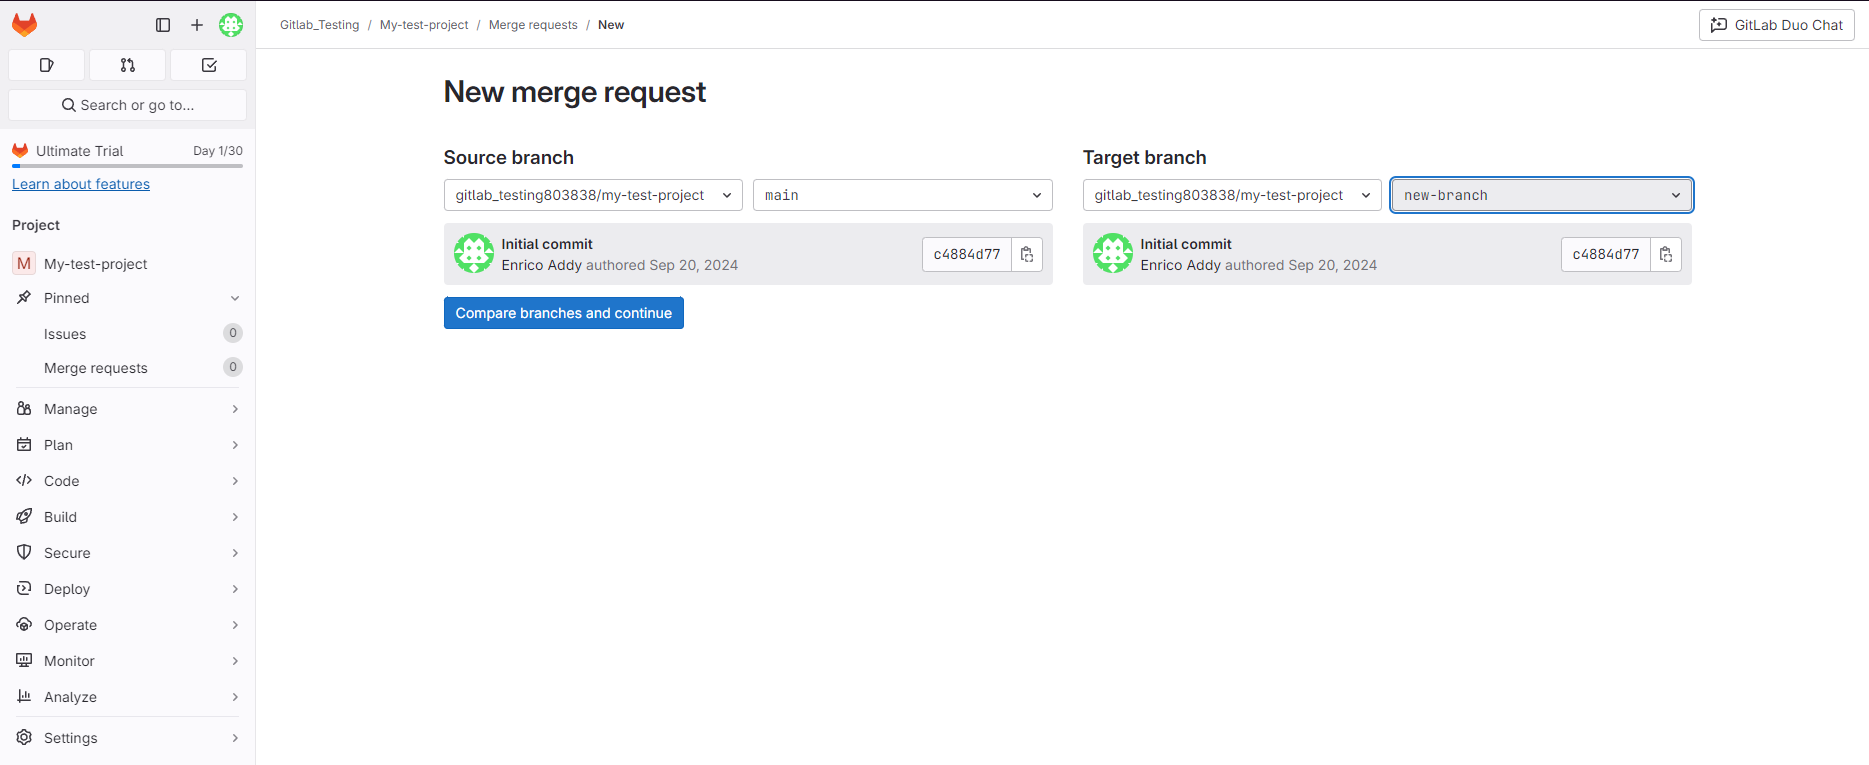 Gitlab_Testing / My-test-project / Merge requests / New
GitLab Duo Chat
Search or go to...
Ultimate Trial Day 1/30
Learn about features
Project
M My-test-project
Pinned
Issues 0
Merge requests 0
Manage
Plan
Code
Build
Secure
Deploy
Operate
Monitor
Analyze
Settings
New merge request
Source branch
gitlab_testing803838/my-test-project main
Initial commit
Enrico Addy authored Sep 20, 2024
c4884d77
Compare branches and continue
Target branch
gitlab_testing803838/my-test-project new-branch
Initial commit
Enrico Addy authored Sep 20, 2024
c4884d77